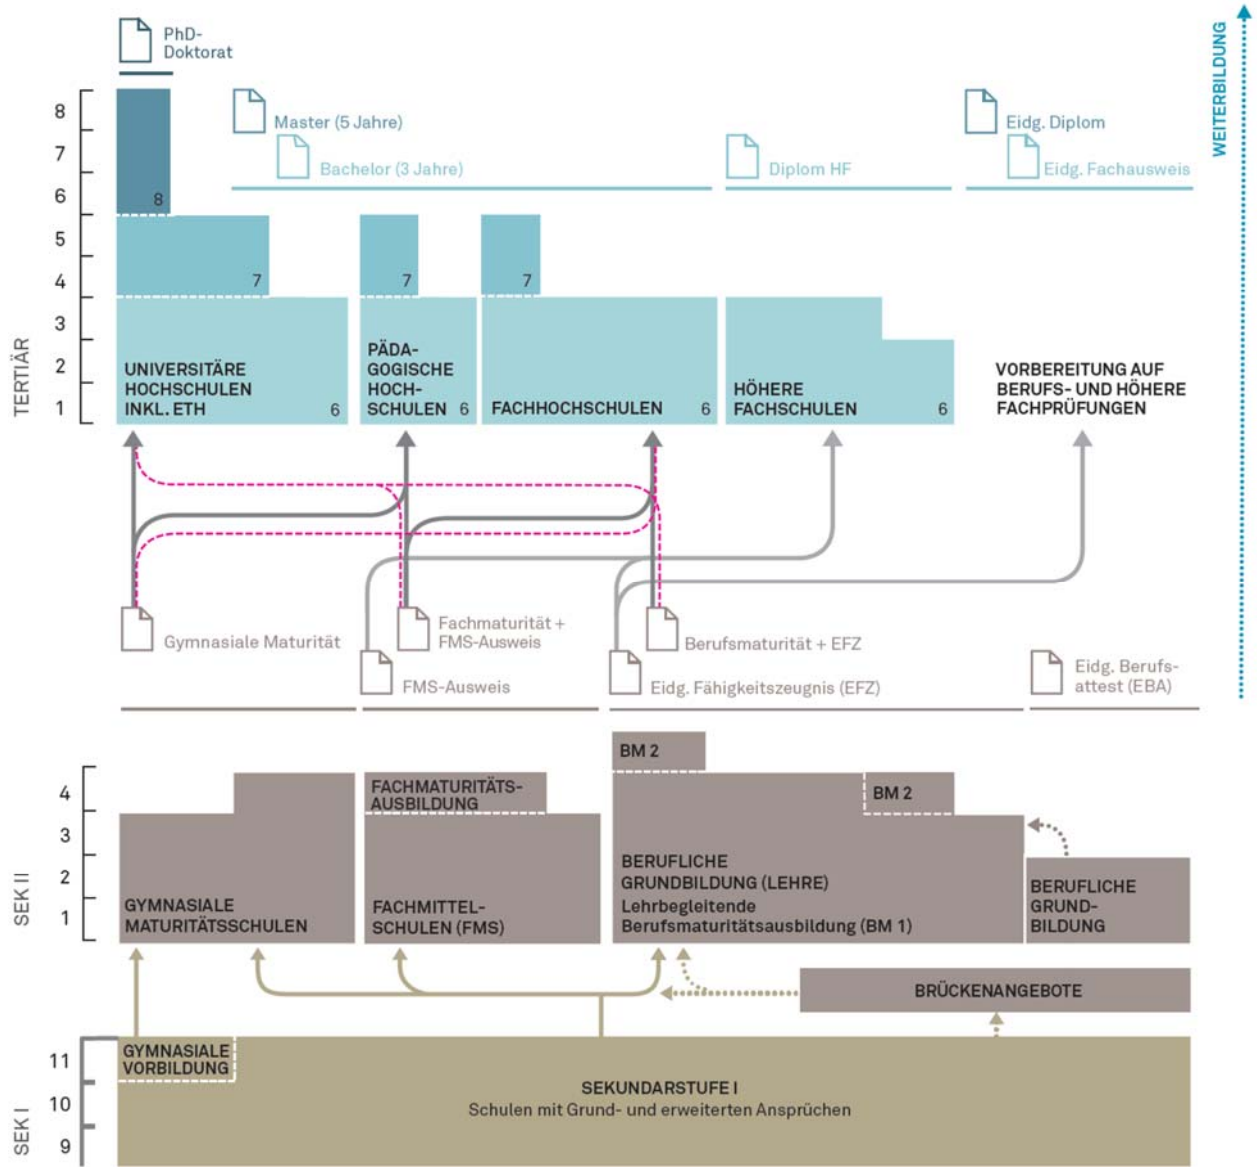 PhD-
Doktorat
WEITERBILDUNG
Master (5 Jahre)
Eidg. Diplom
Bachelor (3 Jahre)
Diplom HF
Eidg. Fachausweis
TERTIÄR
8
7
6
5
4
3
2
1
8
7
7
7
UNIVERSITÄRE
HOCHSCHULEN
INKL. ETH
6
PÄDA-
GOGISCHE
HOCH-
SCHULEN
6
FACHHOCHSCHULEN
6
HÖHERE
FACHSCHULEN
6
VORBEREITUNG AUF
BERUFS- UND HÖHERE
FACHPRÜFUNGEN
Gymnasiale Maturität
Fachmaturität +
FMS-Ausweis
Berufsmaturität + EFZ
FMS-Ausweis
Eidg. Fähigkeitszeugnis (EFZ)
Eidg. Berufs-
attest (EBA)
SEK II
4
3
2
1
GYMNASIALE
MATURITÄTSSCHULEN
FACHMATURITÄTS-
AUSBILDUNG
FACHMITTEL-
SCHULEN (FMS)
BM 2
BM 2
BERUFLICHE
GRUNDBILDUNG (LEHRE)
Lehrbegleitende
Berufsmaturitätsausbildung (BM 1)
BERUFLICHE
GRUND-
BILDUNG
BRÜCKENANGEBOTE
SEK I
11
10
9
GYMNASIALE
VORBILDUNG
SEKUNDARSTUFE I
Schulen mit Grund- und erweiterten Ansprüchen